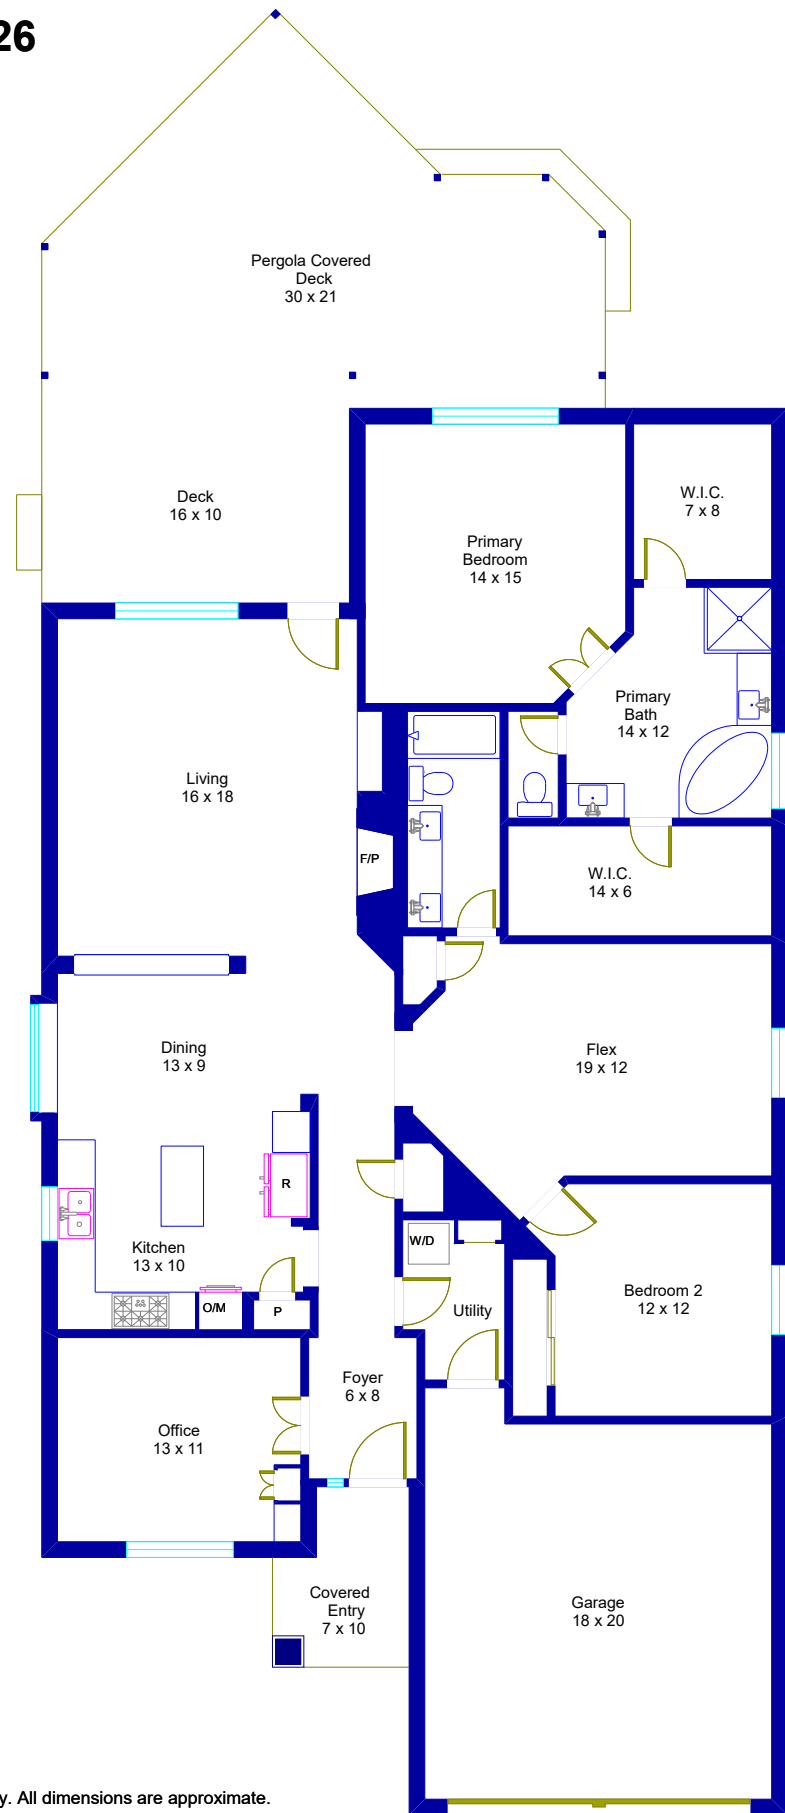 26
Pergola Covered
Deck
30 x 21
Deck
16 x 10
Primary
Bedroom
14 x 15
W.I.C.
7 x 8
Primary
Bath
14 x 12
Living
16 x 18
F/P
W.I.C.
14 x 6
Dining
13 x 9
Flex
19 x 12
R
Kitchen
13 x 10
W/D
O/M
P
Utility
Bedroom 2
12 x 12
Foyer
6 x 8
Office
13 x 11
Covered
Entry
7 x 10
Garage
18 x 20
y. All dimensions are approximate.